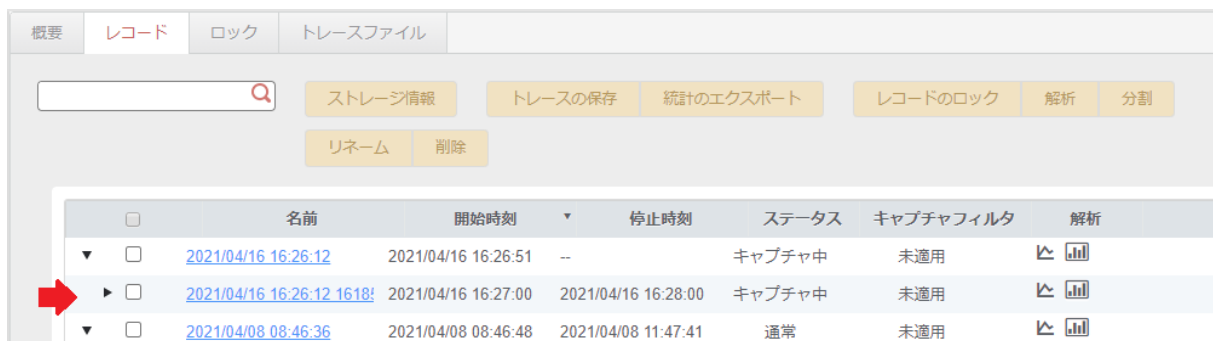 概要 レコード ロック トレースファイル
ストレージ情報 トレースの保存 統計のエクスポート レコードのロック 解析 分割
リネーム 削除
名前 開始時刻 停止時刻 ステータス キャプチャフィルタ 解析
2021/04/16 16:26:12 2021/04/16 16:26:51 -- キャプチャ中 未適用
2021/04/16 16:26:12 16185 2021/04/16 16:27:00 2021/04/16 16:28:00 キャプチャ中 未適用
2021/04/08 08:46:36 2021/04/08 08:46:48 2021/04/08 11:47:41 通常 未適用